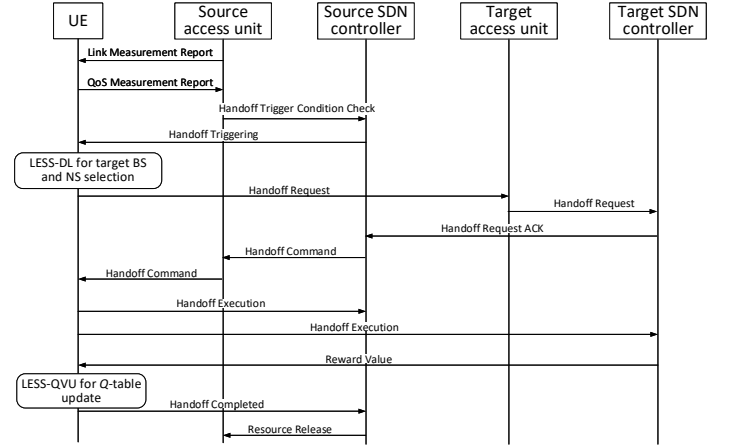 UE
Source
access unit
Source SDN
controller
Target
access unit
Target SDN
controller
Link Measurement Report
QoS Measurement Report
Handoff Trigger Condition Check
Handoff Triggering
LESS-DL for target BS
and NS selection
Handoff Request
Handoff Request
Handoff Request ACK
Handoff Command
Handoff Command
Handoff Execution
Handoff Execution
Reward Value
LESS-QVU for Q-table
update
Handoff Completed
Resource Release